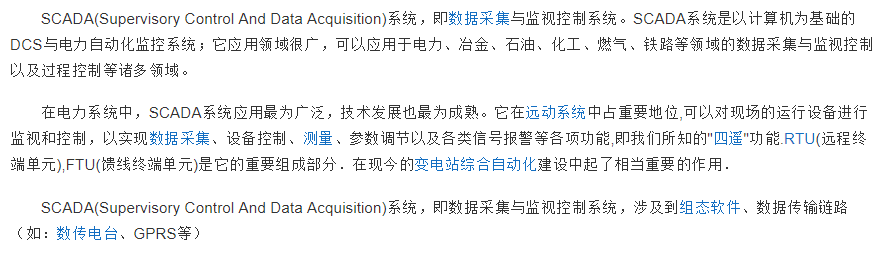 SCADA(Supervisory Control And Data Acquisition)系统，即数据采集与监视控制系统。SCADA系统是以计算机为基础的
DCS与电力自动化监控系统；它应用领域很广，可以应用于电力、冶金、石油、化工、燃气、铁路等领域的数据采集与监视控制
以及过程控制等诸多领域。
在电力系统中，SCADA系统应用最为广泛，技术发展也最为成熟。它在远动系统中占重要地位,可以对现场的运行设备进行
监视和控制，以实现数据采集、设备控制、测量、参数调节以及各类信号报警等各项功能,即我们所知的"四遥"功能.RTU(远程终
端单元),FTU(馈线终端单元)是它的重要组成部分．在现今的变电站综合自动化建设中起了相当重要的作用．
SCADA(Supervisory Control And Data Acquisition)系统，即数据采集与监视控制系统，涉及到组态软件、数据传输链路
（如：数传电台、GPRS等）